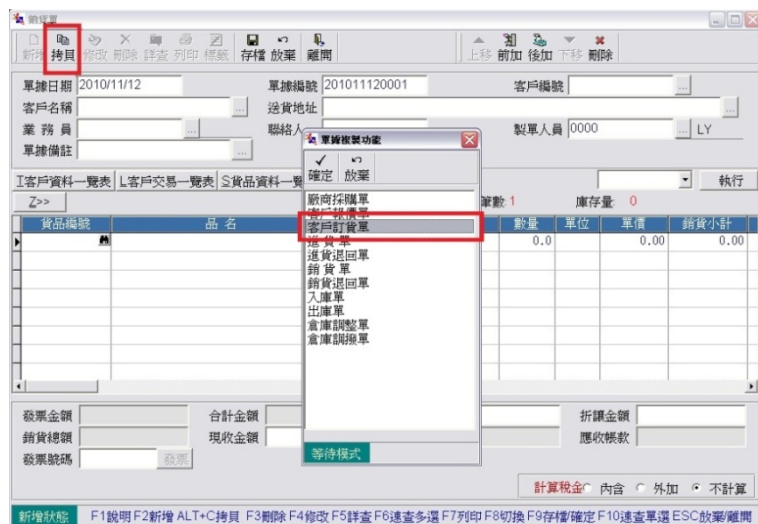 銷貨單
新增 拷貝 修改 刪除 詳查 列印 標籤 存檔 放棄 離開 上移 前加 後加 下移 刪除
單據日期 2010/11/12 單據編號 201011120001 客戶編號 ...
客戶名稱 ... 送貨地址 ...
業務員 ... 聯絡人 製單人員 0000 ... LY
單據備註 ...
I客戶資料一覽表 L客戶交易一覽表 S貨品資料一覽 執行
Z>> 筆數 1 庫存量 0
貨品編號 品名 數量 單位 單價 銷貨小計
0.0 0.00 0.00
單據複製功能
確定 放棄
廠商採購單
客戶報價單
客戶訂貨單
進貨單
進貨退回單
銷貨單
銷貨退回單
入庫單
出庫單
倉庫調整單
倉庫調撥單
等待模式
發票金額 合計金額 折讓金額
銷貨總額 現收金額 應收帳款
發票號碼 發票
計算稅金 內含 外加 不計算
新增狀態 F1說明 F2新增 ALT+C拷貝 F3刪除 F4修改 F5詳查 F6速查多選 F7列印 F8切換 F9存檔/確定 F10速查單選 ESC放棄/離開